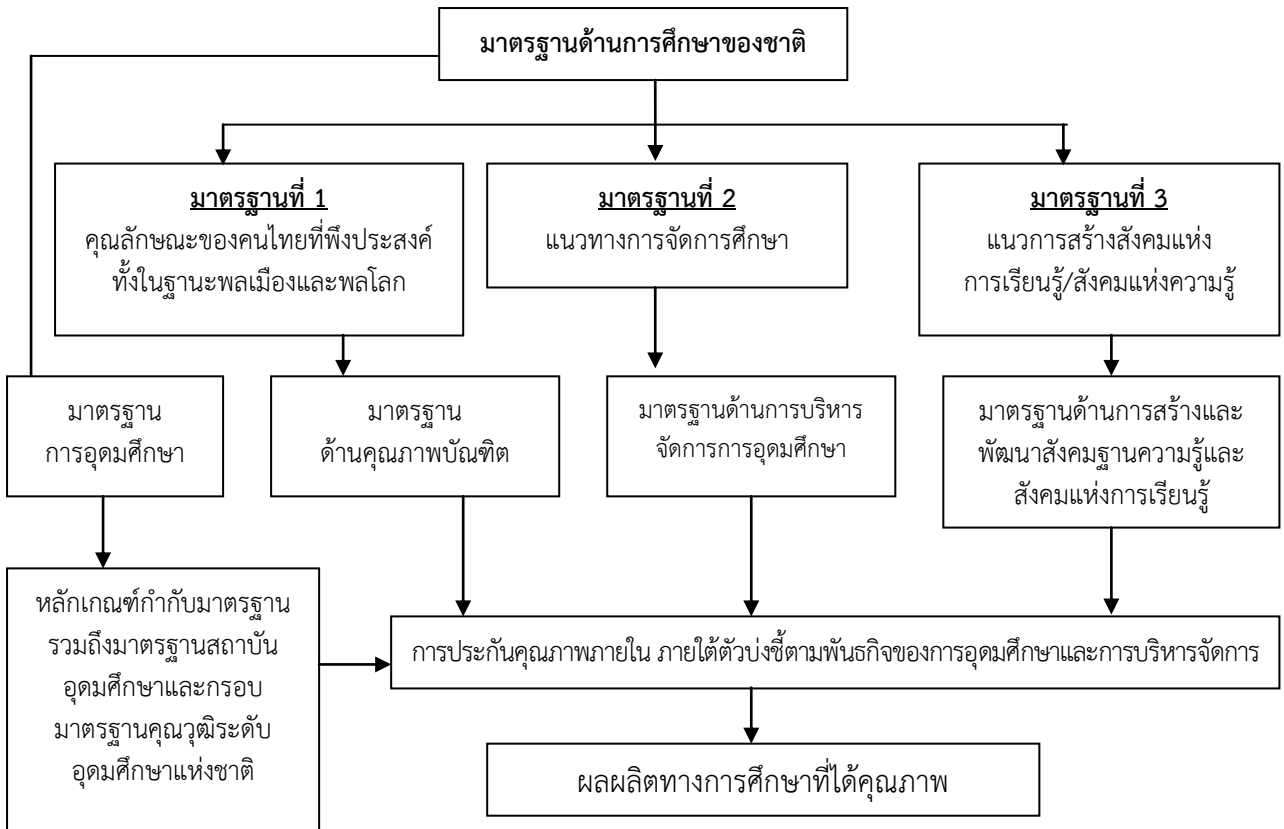 มาตรฐานด้านการศึกษาของชาติ
มาตรฐานที่ 1
คุณลักษณะของคนไทยที่พึงประสงค์
ทั้งในฐานะพลเมืองและพลโลก
มาตรฐานที่ 2
แนวทางการจัดการศึกษา
มาตรฐานที่ 3
แนวการสร้างสังคมแห่ง
การเรียนรู้/สังคมแห่งความรู้
มาตรฐาน
การอุดมศึกษา
มาตรฐาน
ด้านคุณภาพบัณฑิต
มาตรฐานด้านการบริหาร
จัดการการอุดมศึกษา
มาตรฐานด้านการสร้างและ
พัฒนาสังคมฐานความรู้และ
สังคมแห่งการเรียนรู้
หลักเกณฑ์กำกับมาตรฐาน
รวมถึงมาตรฐานสถาบัน
อุดมศึกษาและกรอบ
มาตรฐานคุณวุฒิระดับ
อุดมศึกษาแห่งชาติ
การประกันคุณภาพภายใน ภายใต้ตัวบ่งชี้ตามพันธกิจของการอุดมศึกษาและการบริหารจัดการ
ผลผลิตทางการศึกษาที่ได้คุณภาพ